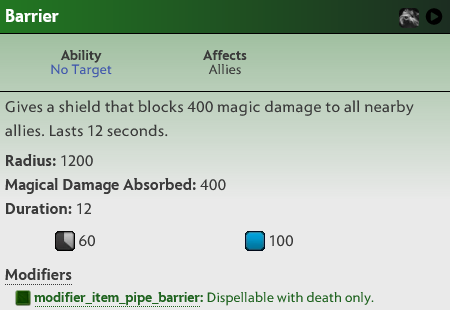 Barrier
Ability
No Target
Affects
Allies
Gives a shield that blocks 400 magic damage to all nearby
allies. Lasts 12 seconds.
Radius: 1200
Magical Damage Absorbed: 400
Duration: 12
60
100
Modifiers
modifier_item_pipe_barrier: Dispellable with death only.